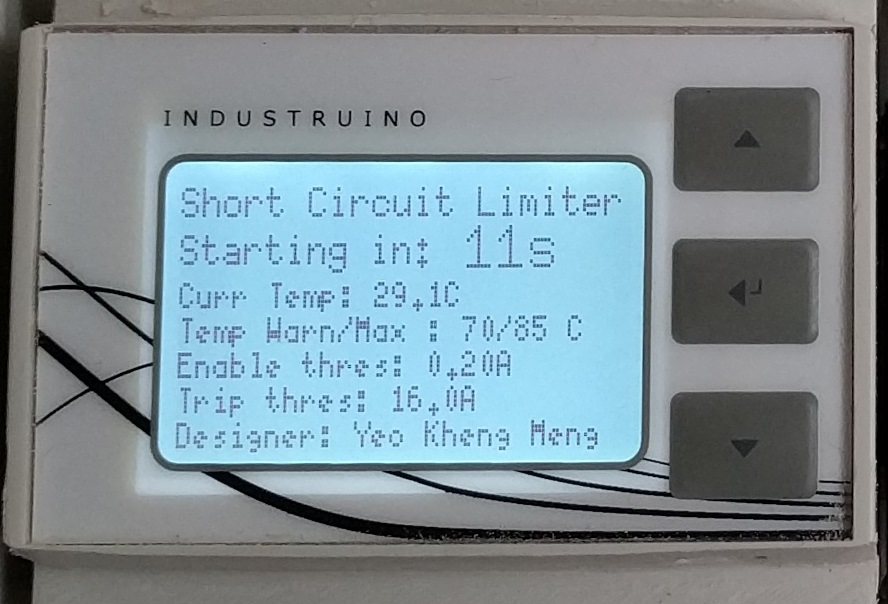 INDUSTRUINO
Short Circuit Limiter
Starting in: 11s
Curr Temp: 29.1C
Temp Warn/Max : 70/85 C
Enable thres: 0.20A
Trip thres: 16.0A
Designer: Yeo Kheng Meng